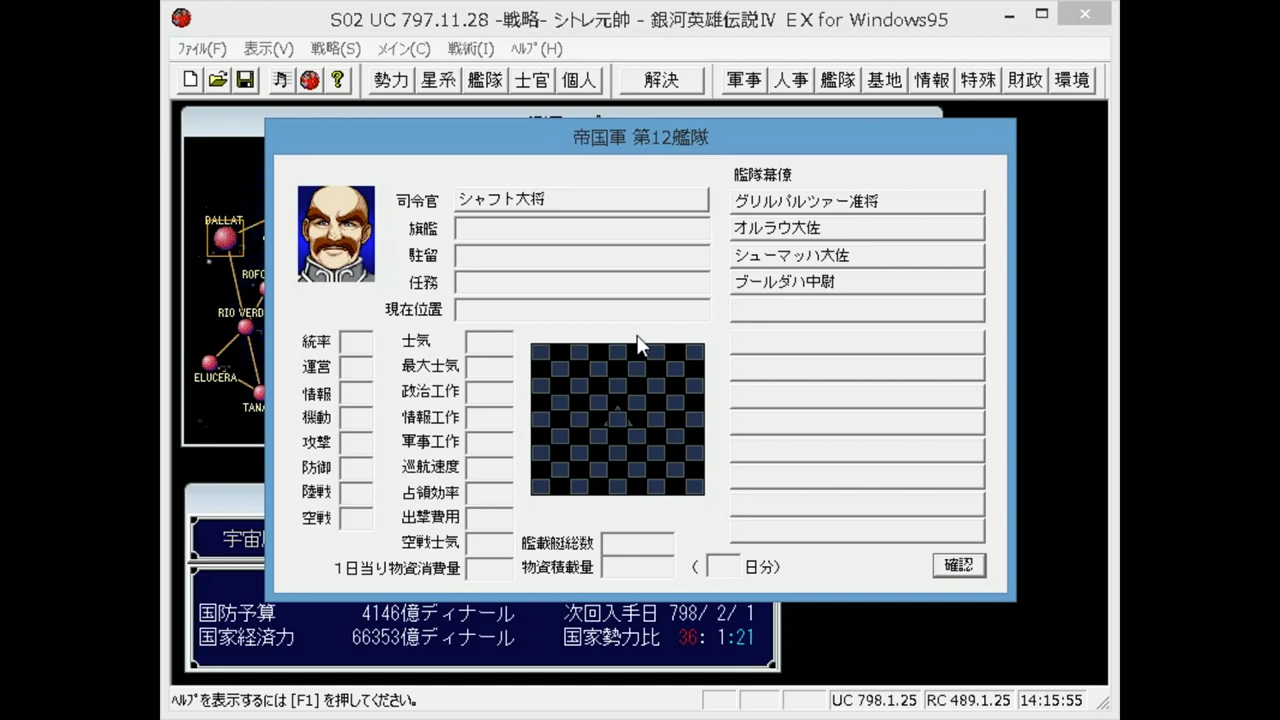 S02 UC 797.11.28 -戦略- シトレ元帥 - 銀河英雄伝説Ⅳ EX for Windows95
ﾌｧｲﾙ(F) 表示(V) 戦略(S) ﾒｲﾝ(C) 戦術(I) ﾍﾙﾌﾟ(H)
勢力 星系 艦隊 士官 個人 解決 軍事 人事 艦隊 基地 情報 特殊 財政 環境
帝国軍 第12艦隊
司令官 シャフト大将
旗艦
駐留
任務
現在位置
艦隊幕僚
グリルパルツァー准将
オルラウ大佐
シューマッハ大佐
ブールダハ中尉
統率
運営
情報
機動
攻撃
防御
陸戦
空戦
士気
最大士気
政治工作
情報工作
軍事工作
巡航速度
占領効率
出撃費用
空戦士気
1日当り物資消費量
艦載艇総数
物資積載量 ( 日分)
確認
BALLAT
ROFO
RIO VERD
ELUCERA
TANA
宇宙
国防予算 4146億ディナール 次回入手日 798/ 2/ 1
国家経済力 66353億ディナール 国家勢力比 36: 1:21
ﾍﾙﾌﾟを表示するには [F1] を押してください。 UC 798.1.25 RC 489.1.25 14:15:55